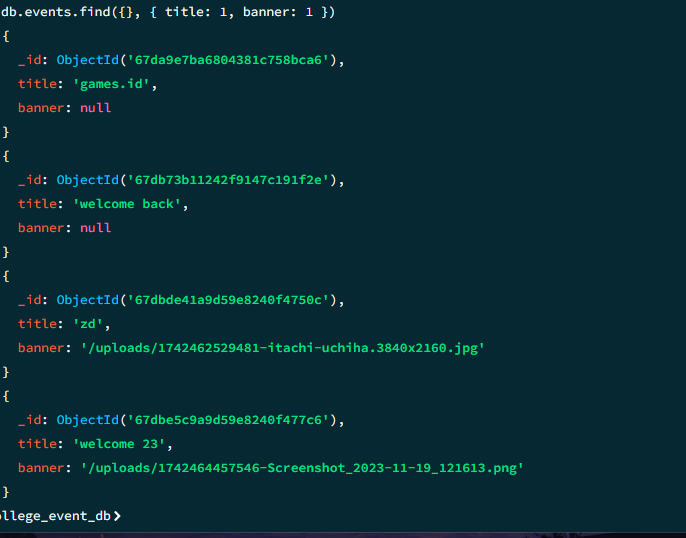 db.events.find({}, { title: 1, banner: 1 })
{
_id: ObjectId('67da9e7ba6804381c758bca6'),
title: 'games.id',
banner: null
}
{
_id: ObjectId('67db73b11242f9147c191f2e'),
title: 'welcome back',
banner: null
}
{
_id: ObjectId('67dbde41a9d59e8240f4750c'),
title: 'zd',
banner: '/uploads/1742462529481-itachi-uchiha.3840x2160.jpg'
}
{
_id: ObjectId('67dbe5c9a9d59e8240f477c6'),
title: 'welcome 23',
banner: '/uploads/1742464457546-Screenshot_2023-11-19_121613.png'
}
ollege_event_db>